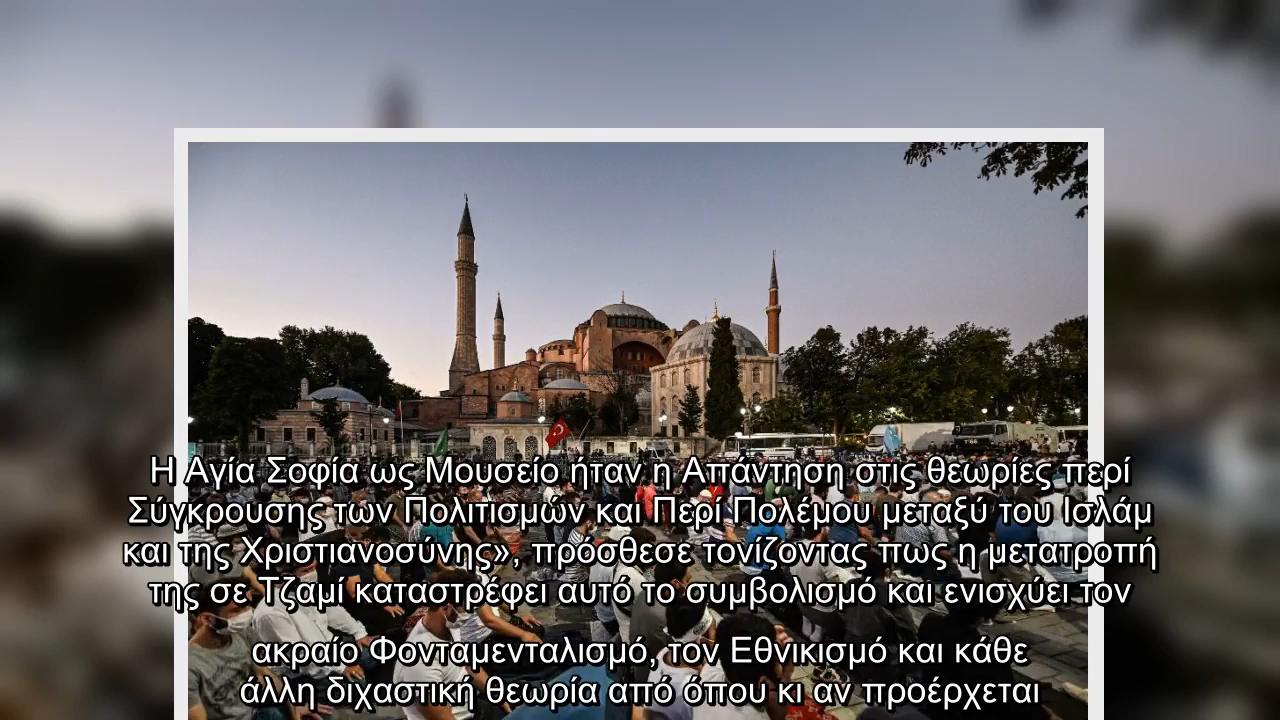 Η Αγία Σοφία ως Μουσείο ήταν η Απάντηση στις θεωρίες περί
Σύγκρουσης των Πολιτισμών και Περί Πολέμου μεταξύ του Ισλάμ
και της Χριστιανοσύνης», πρόσθεσε τονίζοντας πως η μετατροπή
της σε Τζαμί καταστρέφει αυτό το συμβολισμό και ενισχύει τον
ακραίο Φονταμενταλισμό, τον Εθνικισμό και κάθε
άλλη διχαστική θεωρία από όπου κι αν προέρχεται